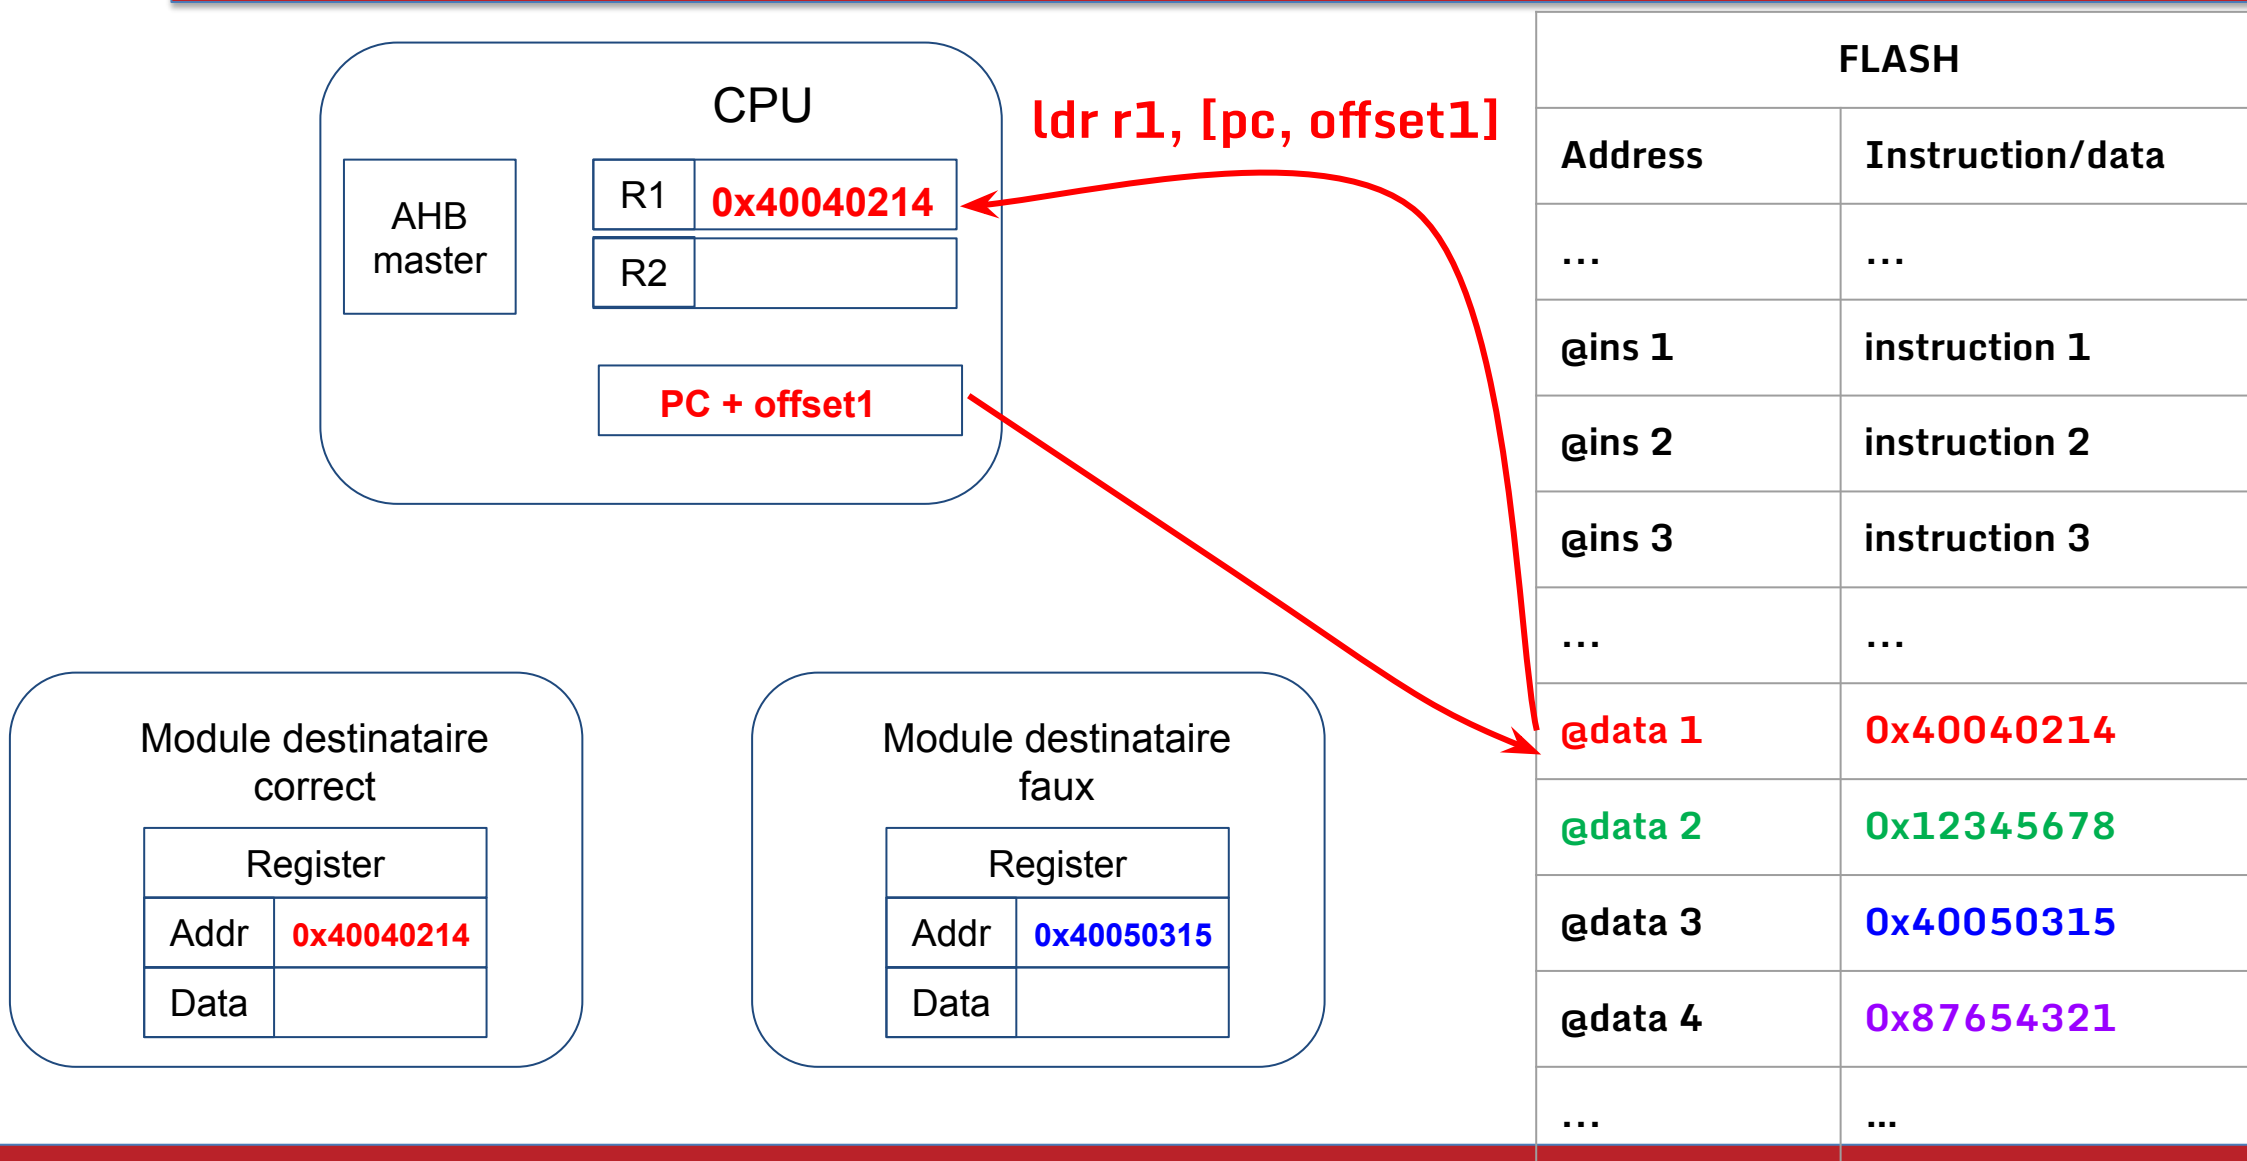 CPU
AHB
master
R1 0x40040214
R2
PC + offset1
ldr r1, [pc, offset1]
Module destinataire
correct
Register
Addr 0x40040214
Data
Module destinataire
faux
Register
Addr 0x40050315
Data
FLASH
Address Instruction/data
... ...
@ins 1 instruction 1
@ins 2 instruction 2
@ins 3 instruction 3
... ...
@data 1 0x40040214
@data 2 0x12345678
@data 3 0x40050315
@data 4 0x87654321
... ...